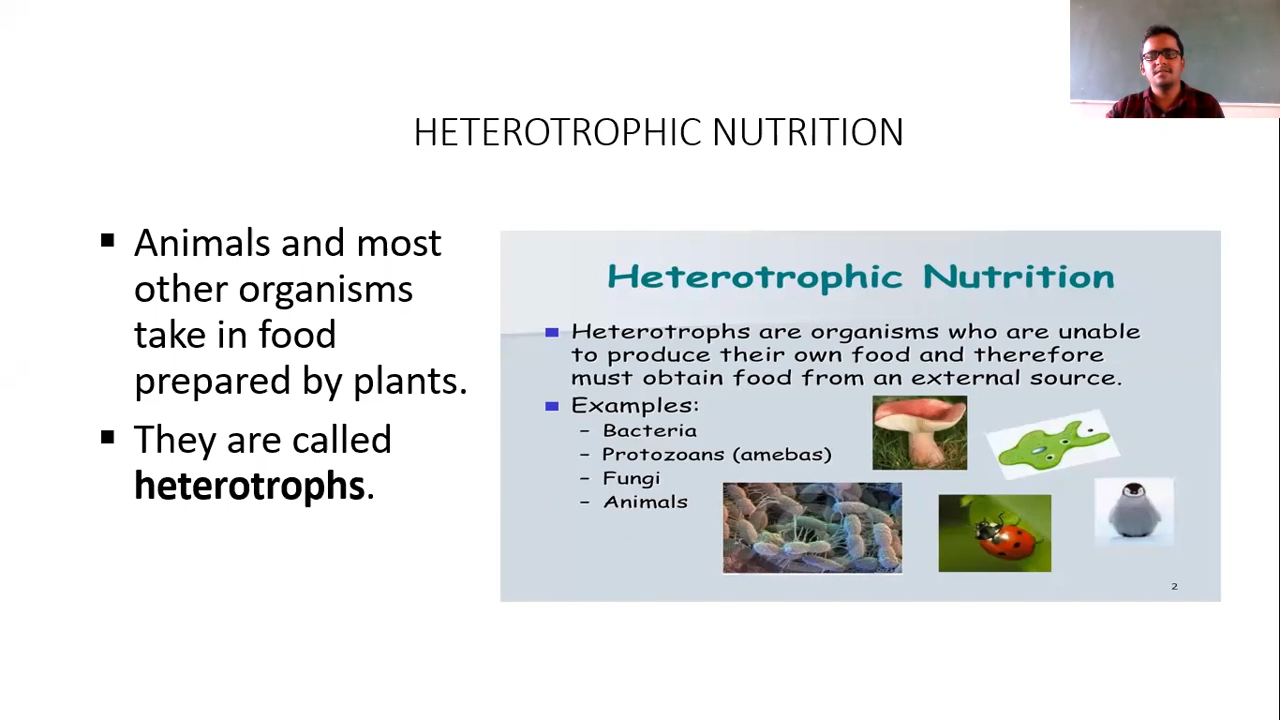 HETEROTROPHIC NUTRITION
▪ Animals and most
other organisms
take in food
prepared by plants.
▪ They are called
heterotrophs.
Heterotrophic Nutrition
▪ Heterotrophs are organisms who are unable
to produce their own food and therefore
must obtain food from an external source.
▪ Examples:
– Bacteria
– Protozoans (amebas)
– Fungi
– Animals
2